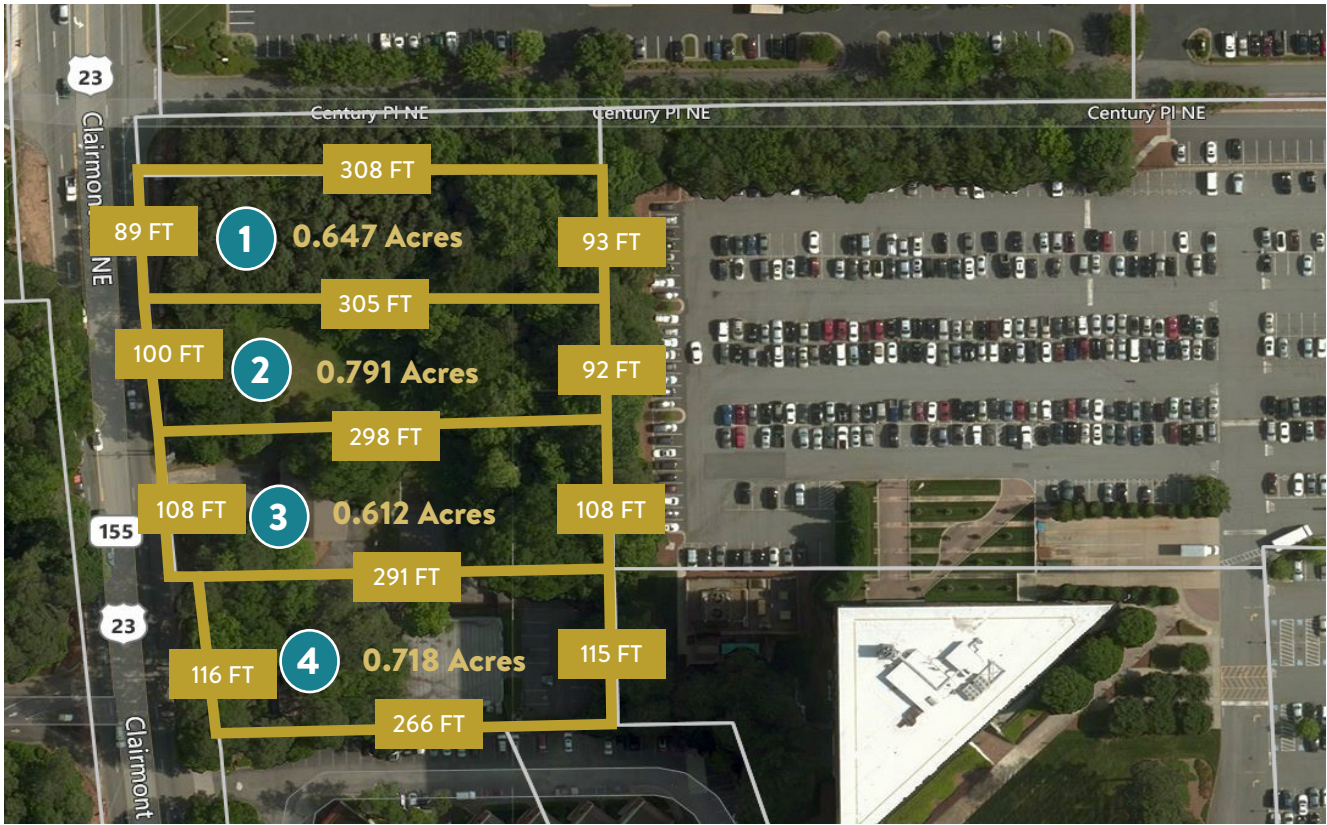 23
Century Pl NE
Century Pl NE
Century Pl NE
Clairmont
NE
308 FT
89 FT
1
0.647 Acres
93 FT
305 FT
100 FT
2
0.791 Acres
92 FT
298 FT
108 FT
3
0.612 Acres
108 FT
155
291 FT
23
116 FT
4
0.718 Acres
115 FT
266 FT
Clairmont